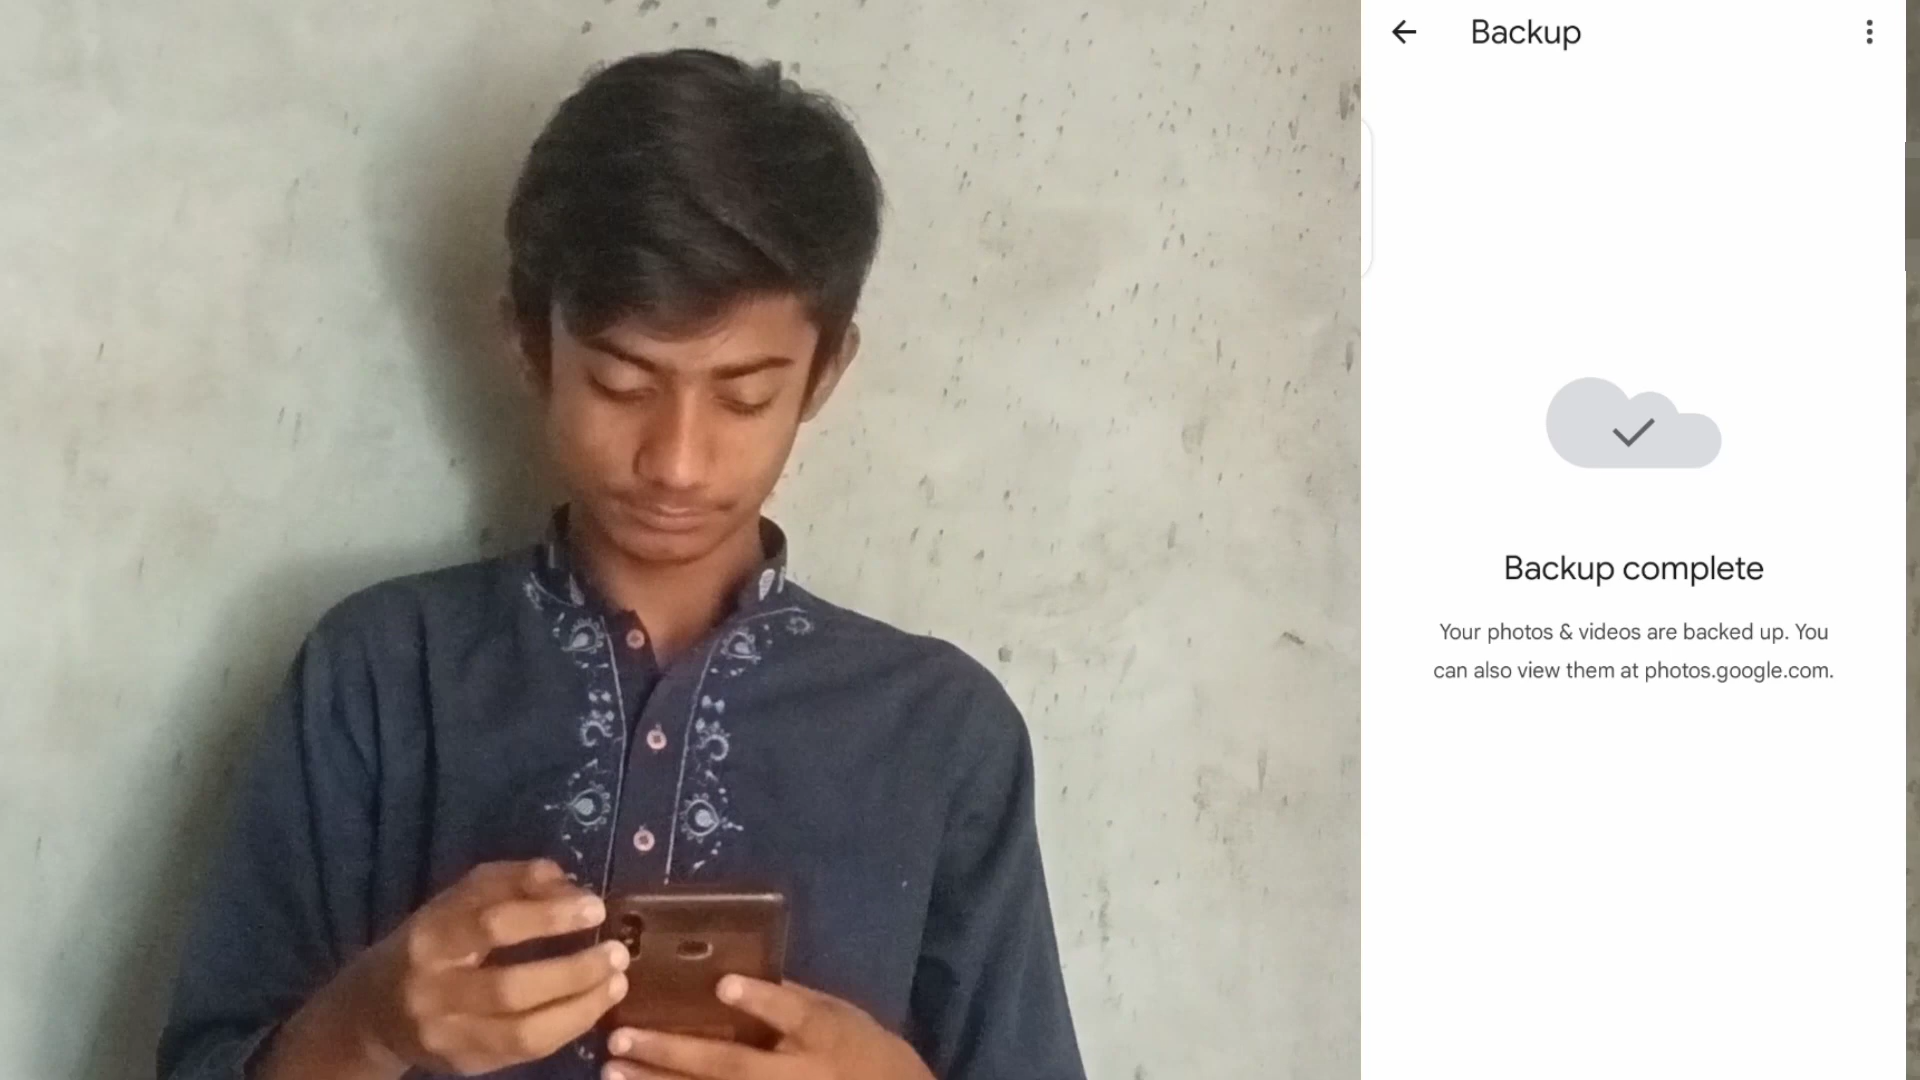 Backup
Backup complete
Your photos & videos are backed up. You
can also view them at photos.google.com.